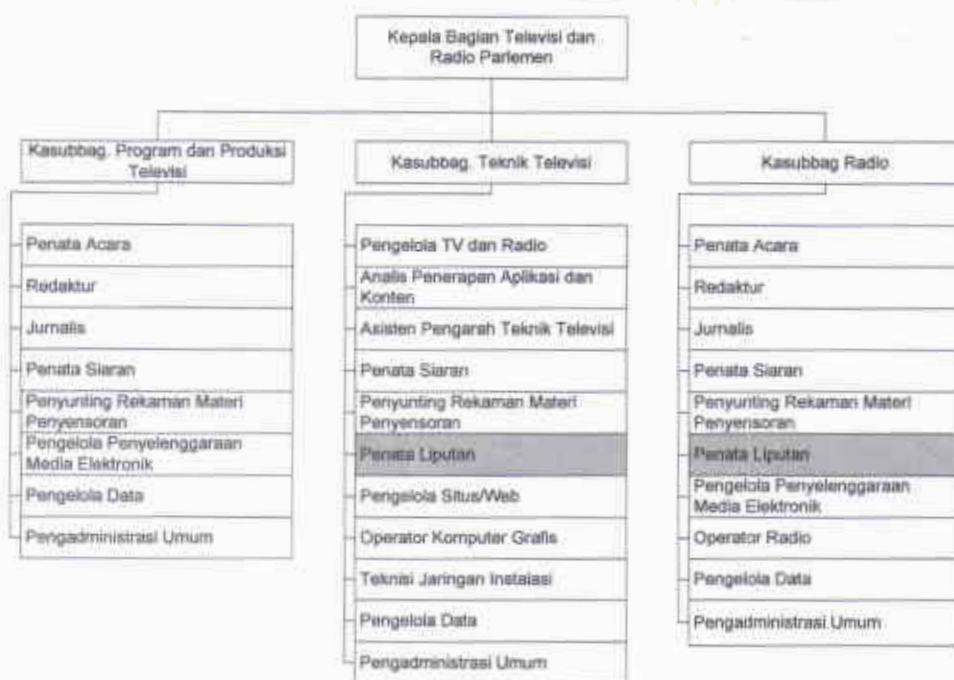 Kepala Bagian Televisi dan
Radio Parlemen
Kasubbag. Program dan Produksi
Televisi
Penata Acara
Redaktur
Jurnalis
Penata Siaran
Penyunting Rekaman Materi
Penyensoran
Pengelola Penyelenggaraan
Media Elektronik
Pengelola Data
Pengadministrasi Umum
Kasubbag. Teknik Televisi
Pengelola TV dan Radio
Analis Penerapan Aplikasi dan
Konten
Asisten Pengarah Teknik Televisi
Penata Siaran
Penyunting Rekaman Materi
Penyensoran
Penata Liputan
Pengelola Situs/Web
Operator Komputer Grafis
Teknisi Jaringan Instalasi
Pengelola Data
Pengadministrasi Umum
Kasubbag Radio
Penata Acara
Redaktur
Jurnalis
Penata Siaran
Penyunting Rekaman Materi
Penyensoran
Penata Liputan
Pengelola Penyelenggaraan
Media Elektronik
Operator Radio
Pengelola Data
Pengadministrasi Umum